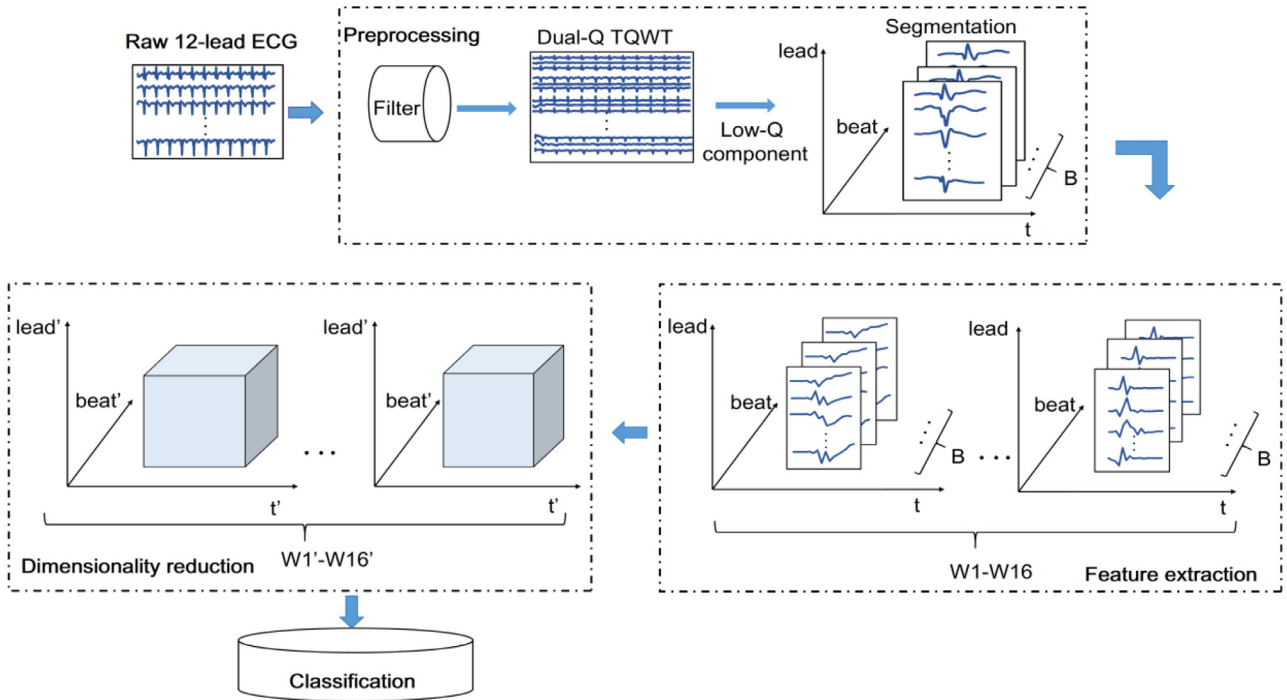 Raw 12-lead ECG
Preprocessing
Filter
Dual-Q TQWT
Low-Q
component
Segmentation
lead
beat
B
t
lead'
beat'
t'
lead'
beat'
t'
W1'-W16'
Dimensionality reduction
lead
beat
B
t
lead
beat
B
t
W1-W16
Feature extraction
Classification